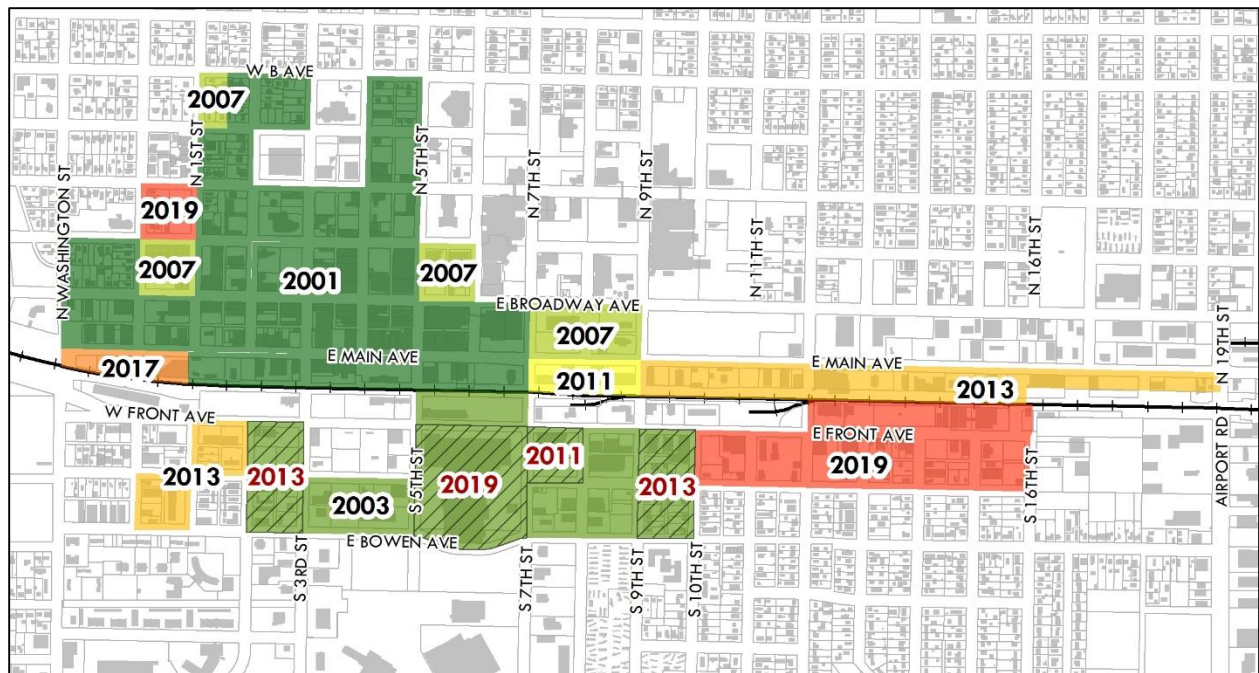 W B AVE
2007
N 1ST ST
N 5TH ST
N WASHINGTON ST
2019
N 7TH ST
N 9TH ST
N 11TH ST
N 16TH ST
2007
2001
2007
E BROADWAY AVE
2007
N 19TH ST
E MAIN AVE
E MAIN AVE
2017
2011
2013
W FRONT AVE
E FRONT AVE
2013
2013
S 5TH ST
2019
2011
2013
2019
S 16TH ST
AIRPORT RD
2003
E BOWEN AVE
S 3RD ST
S 7TH ST
S 9TH ST
S 10TH ST